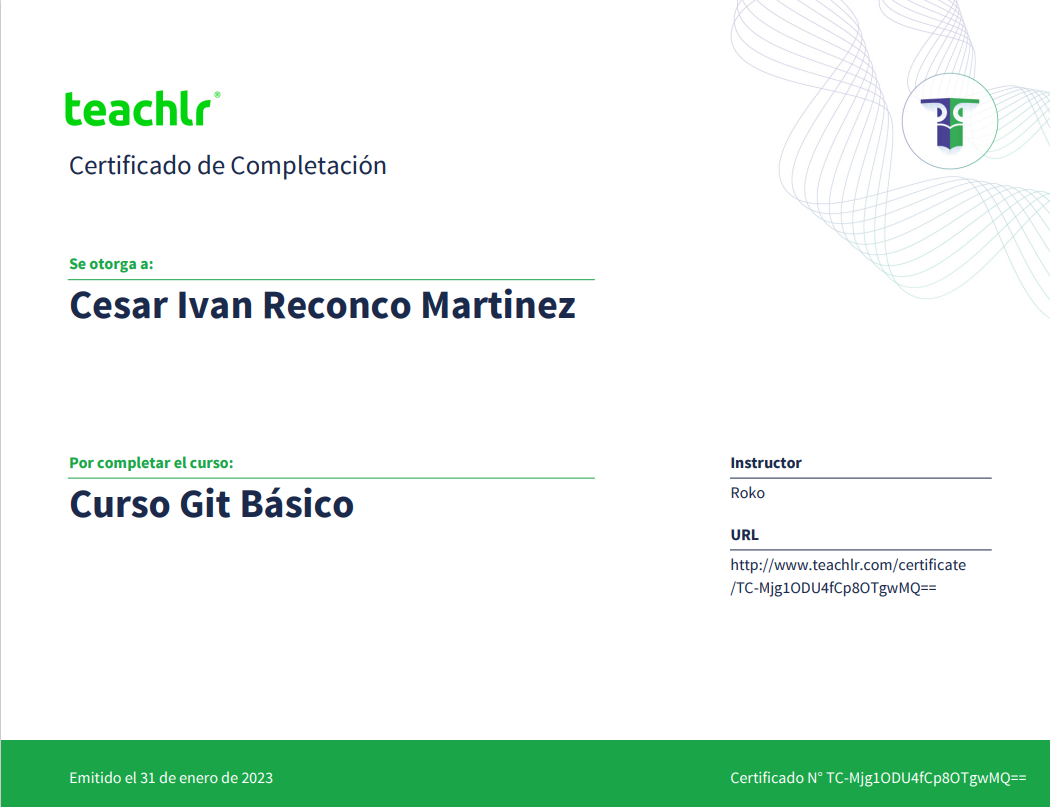 teachlr®
Certificado de Completación
Se otorga a:
Cesar Ivan Reconco Martinez
Por completar el curso:
Curso Git Básico
Instructor
Roko
URL
http://www.teachlr.com/certificate
/TC-Mjg1ODU4fCp8OTgwMQ==
Emitido el 31 de enero de 2023
Certificado N° TC-Mjg1ODU4fCp8OTgwMQ==